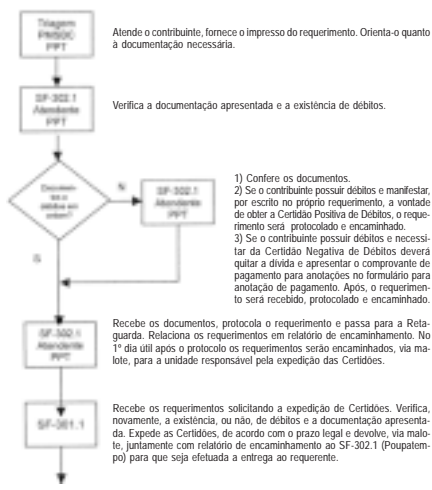 Triagem
PMSBC
PPT
Atende o contribuinte, fornece o impresso do requerimento. Orienta-o quanto
à documentação necessária.
SF-302.1
Atendente
PPT
Verifica a documentação apresentada e a existência de débitos.
N
SF-302.1
Atendente
PPT
1) Confere os documentos.
2) Se o contribuinte possuir débitos e manifestar,
por escrito no próprio requerimento, a vontade
de obter a Certidão Positiva de Débitos, o reque-
rimento será protocolado e encaminhado.
3) Se o contribuinte possuir débitos e necessi-
tar da Certidão Negativa de Débitos deverá
quitar a dívida e apresentar o comprovante de
pagamento para anotações no formulário para
anotação de pagamento. Após, o requerimen-
to será recebido, protocolado e encaminhado.
S
SF-302.1
Atendente
PPT
Recebe os documentos, protocola o requerimento e passa para a Reta-
guarda. Relaciona os requerimentos em relatório de encaminhamento. No
1º dia útil após o protocolo os requerimentos serão encaminhados, via ma-
lote, para a unidade responsável pela expedição das Certidões.
SF-301.1
Recebe os requerimentos solicitando a expedição de Certidões. Verifica,
novamente, a existência, ou não, de débitos e a documentação apresenta-
da. Expede as Certidões, de acordo com o prazo legal e devolve, via malo-
te, juntamente com relatório de encaminhamento ao SF-302.1 (Poupatem-
po) para que seja efetuada a entrega ao requerente.